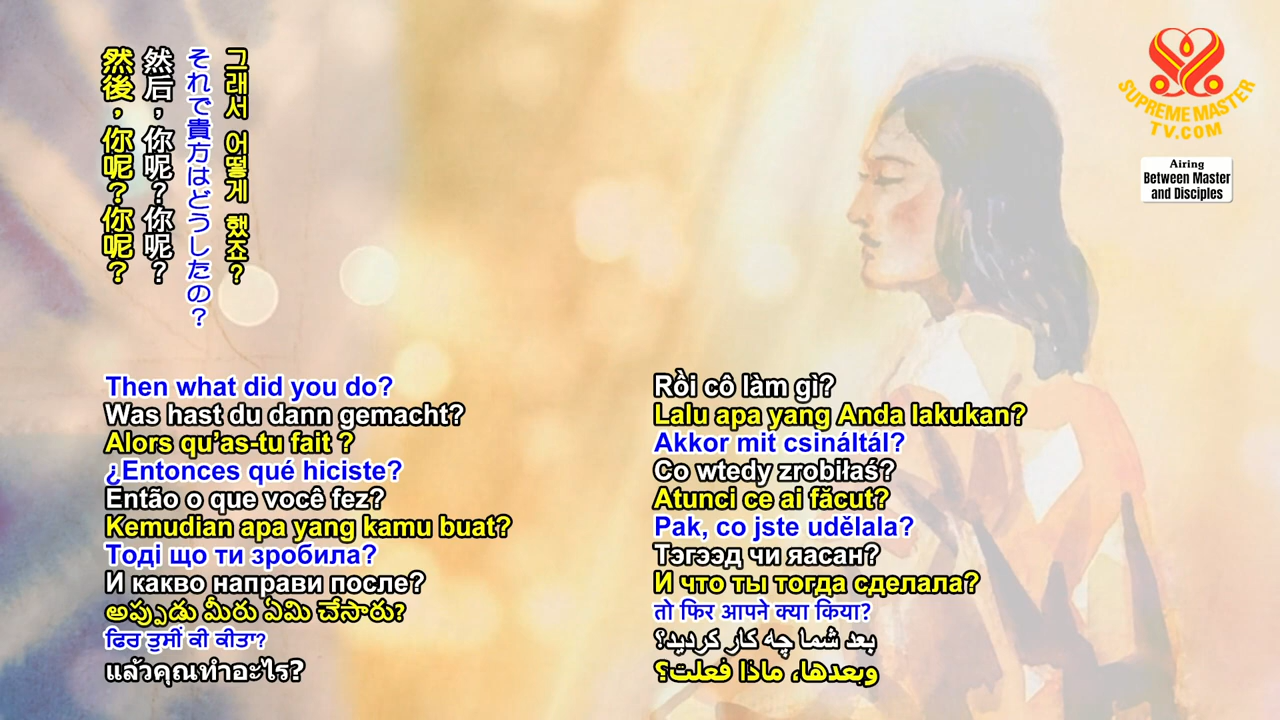 然後，你呢？你呢？
然后，你呢？你呢？
それで貴方はどうしたの？
그래서 어떻게 했죠？
SUPREME MASTER
TV.COM
Airing
Between Master
and Disciples
Then what did you do?
Was hast du dann gemacht?
Alors qu’as-tu fait ?
¿Entonces qué hiciste?
Então o que você fez?
Kemudian apa yang kamu buat?
Тоді що ти зробила?
И какво направи после?
అప్పుడు మీరు ఏమి చేసారు?
ਫਿਰ ਤੁਸੀਂ ਕੀ ਕੀਤਾ?
แล้วคุณทำอะไร?
Rồi cô làm gì?
Lalu apa yang Anda lakukan?
Akkor mit csináltál?
Co wtedy zrobiłaś?
Atunci ce ai făcut?
Pak, co jste udělala?
Тэгээд чи яасан?
И что ты тогда сделала?
तो फिर आपने क्या किया?
بعد شما چه کار کردید؟
وبعدها، ماذا فعلت؟